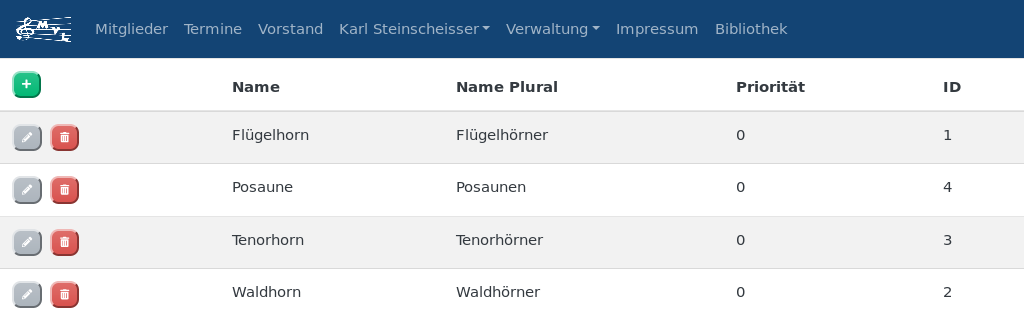 Mitglieder Termine Vorstand Karl Steinscheisser Verwaltung Impressum Bibliothek
Name Name Plural Priorität ID
Flügelhorn Flügelhörner 0 1
Posaune Posaunen 0 4
Tenorhorn Tenorhörner 0 3
Waldhorn Waldhörner 0 2